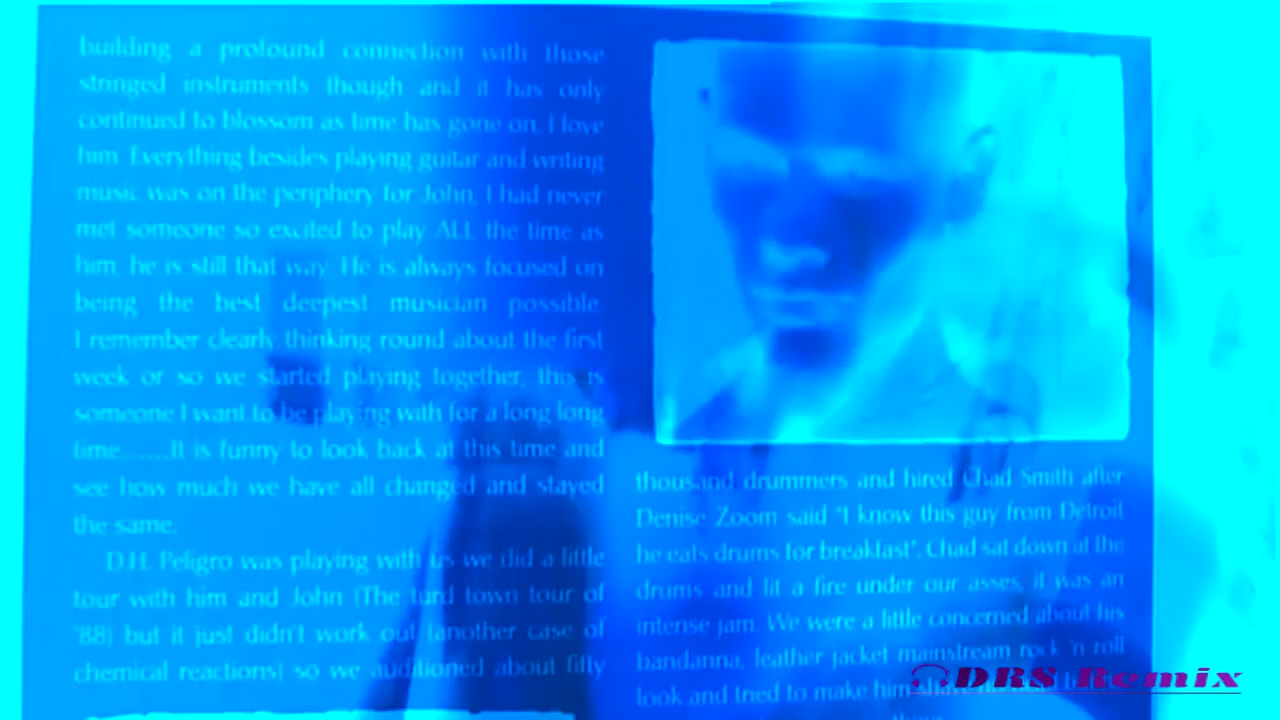 building a profound connection with those
stringed instruments though and it has only
continued to blossom as time has gone on, I love
him. Everything besides playing guitar and writing
music was on the periphery for John, I had never
met someone so excited to play ALL the time as
him, he is still that way. He is always focused on
being the best deepest musician possible.
I remember clearly thinking round about the first
week or so we started playing together, this is
someone I want to be playing with for a long long
time.......It is funny to look back at this time and
see how much we have all changed and stayed
the same.
D.H. Peligro was playing with us we did a little
tour with him and John (The turd town tour of
'88) but it just didn't work out (another case of
chemical reactions) so we auditioned about fifty
thousand drummers and hired Chad Smith after
Denise Zoom said "I know this guy from Detroit
he eats drums for breakfast". Chad sat down at the
drums and lit a fire under our asses, it was an
intense jam. We were a little concerned about his
bandanna, leather jacket mainstream rock 'n roll
look and tried to make him
DRS Remix